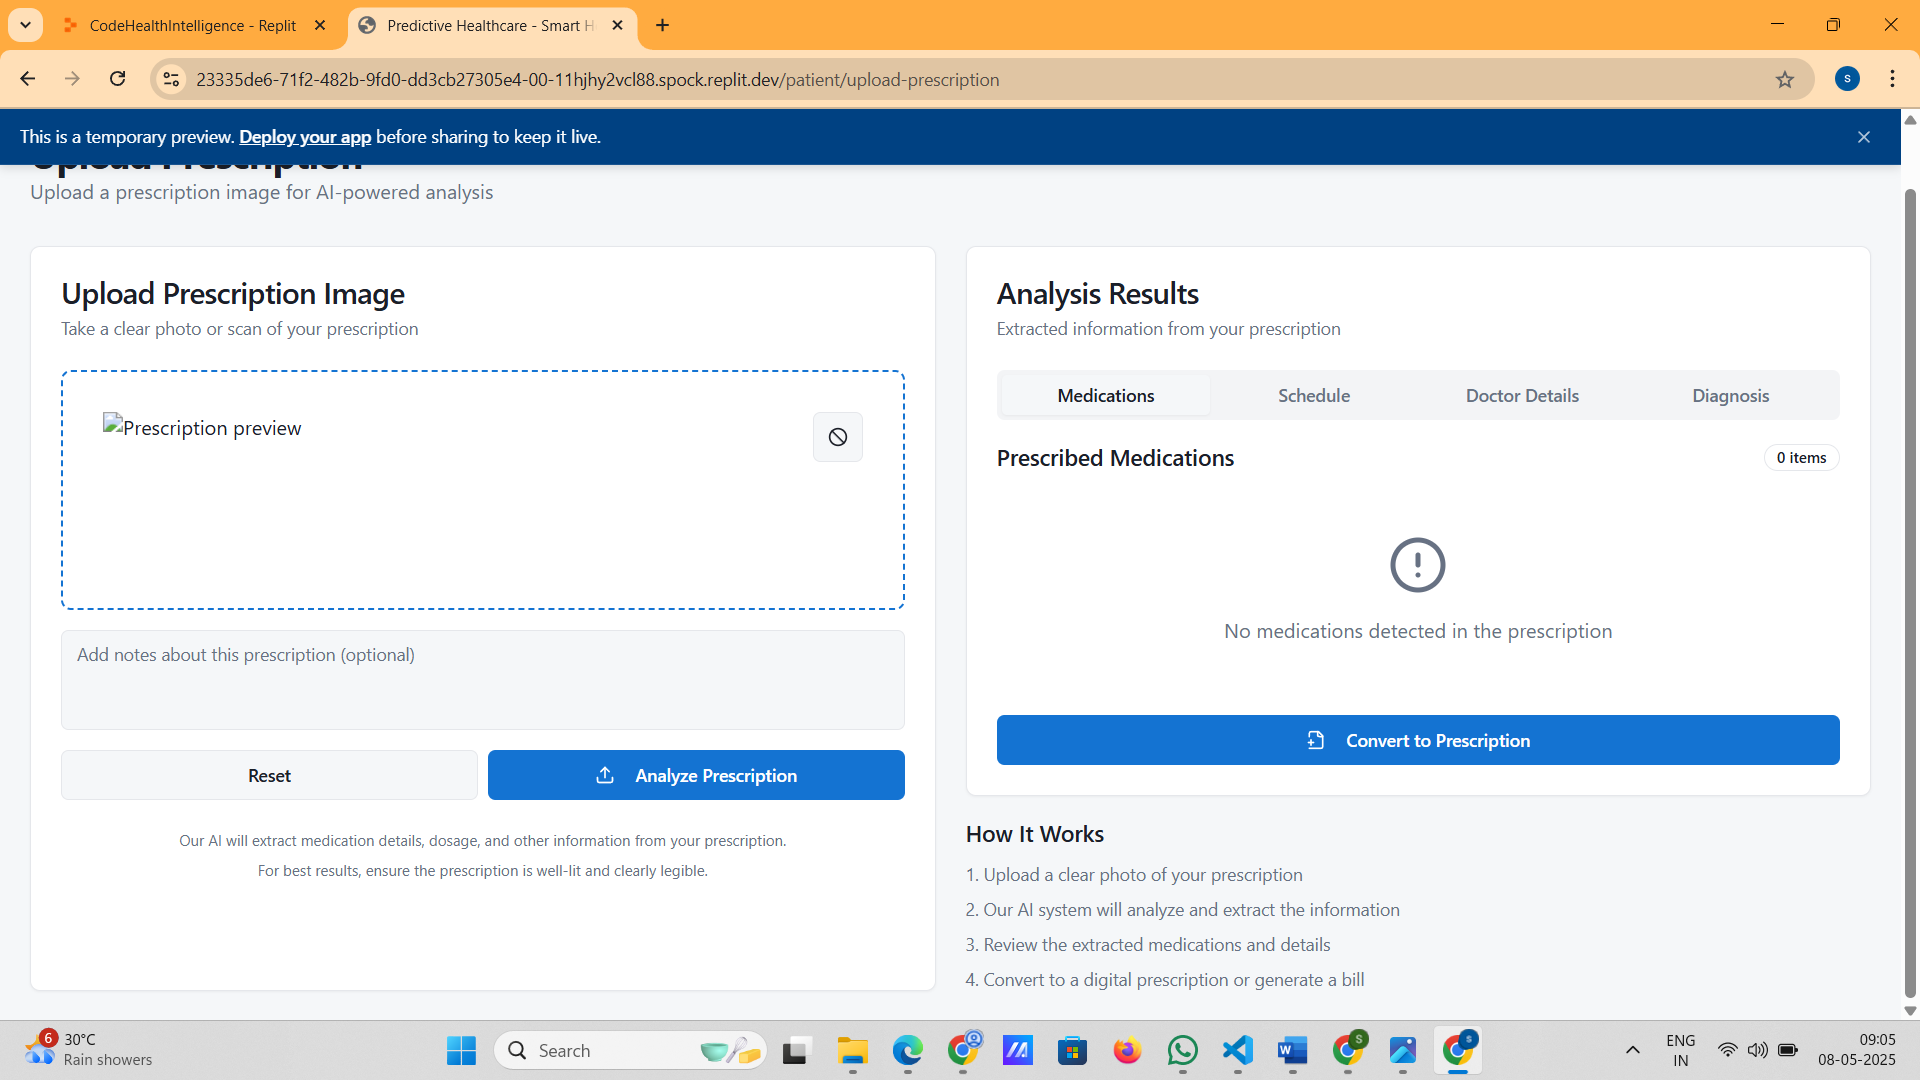 CodeHealthIntelligence - Replit
Predictive Healthcare - Smart H
23335de6-71f2-482b-9fd0-dd3cb27305e4-00-11hjhy2vcl88.spock.replit.dev/patient/upload-prescription
S
This is a temporary preview. Deploy your app before sharing to keep it live.
Upload Prescription
Upload a prescription image for AI-powered analysis
Upload Prescription Image
Take a clear photo or scan of your prescription
Prescription preview
Add notes about this prescription (optional)
Reset
Analyze Prescription
Our AI will extract medication details, dosage, and other information from your prescription.
For best results, ensure the prescription is well-lit and clearly legible.
Analysis Results
Extracted information from your prescription
Medications Schedule Doctor Details Diagnosis
Prescribed Medications
0 items
No medications detected in the prescription
Convert to Prescription
How It Works
1. Upload a clear photo of your prescription
2. Our AI system will analyze and extract the information
3. Review the extracted medications and details
4. Convert to a digital prescription or generate a bill
6
30°C
Rain showers
Search
W
S
S
ENG
IN
09:05
08-05-2025